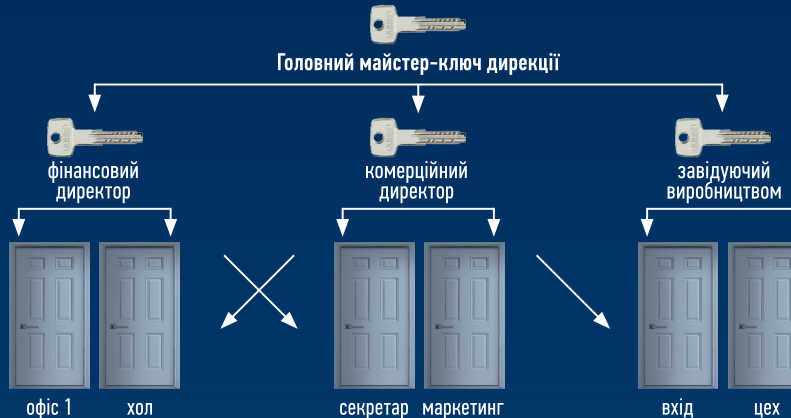 Головний майстер-ключ дирекції
фінансовий
директор
комерційний
директор
завідуючий
виробництвом
офіс 1
хол
секретар
маркетинг
вхід
цех